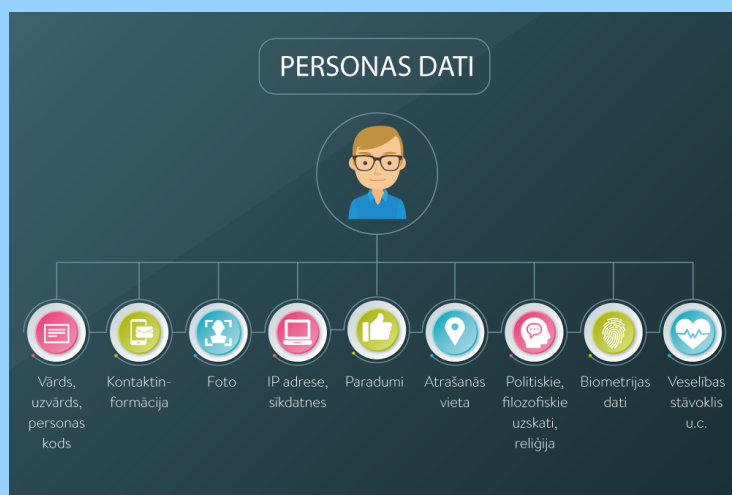 PERSONAS DATI
Vārds,
uzvārds,
personas
kods
Kontaktin-
formācija
Foto
IP adrese,
sīkdatnes
Paradumi
Atrašanās
vieta
Politiskie,
filozofiskie
uzskati,
reliģija
Biometrijas
dati
Veselības
stāvoklis
u.c.